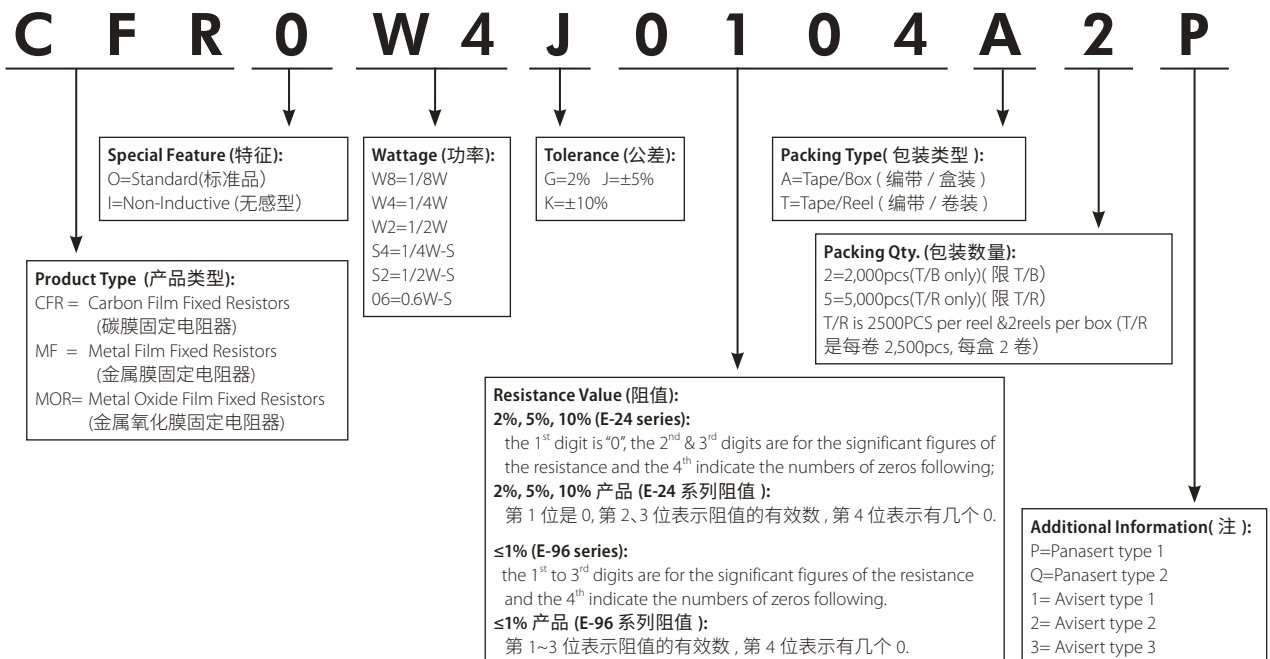 C F R 0 W 4 J 0 1 0 4 A 2 P
Special Feature (特征):
O=Standard(标准品)
I=Non-Inductive (无感型)
Wattage (功率):
W8=1/8W
W4=1/4W
W2=1/2W
S4=1/4W-S
S2=1/2W-S
06=0.6W-S
Tolerance (公差):
G=2% J=±5%
K=±10%
Packing Type( 包装类型 ):
A=Tape/Box ( 编带 / 盒装 )
T=Tape/Reel ( 编带 / 卷装 )
Packing Qty. (包装数量):
2=2,000pcs(T/B only)( 限 T/B)
5=5,000pcs(T/R only)( 限 T/R)
T/R is 2500PCS per reel &2reels per box (T/R
是每卷 2,500pcs, 每盒 2 卷)
Product Type (产品类型):
CFR = Carbon Film Fixed Resistors
(碳膜固定电阻器)
MF = Metal Film Fixed Resistors
(金属膜固定电阻器)
MOR= Metal Oxide Film Fixed Resistors
(金属氧化膜固定电阻器)
Resistance Value (阻值):
2%, 5%, 10% (E-24 series):
the 1st digit is "0", the 2nd & 3rd digits are for the significant figures of
the resistance and the 4th indicate the numbers of zeros following;
2%, 5%, 10% 产品 (E-24 系列阻值 ):
第 1 位是 0, 第 2、3 位表示阻值的有效数 , 第 4 位表示有几个 0.
≤1% (E-96 series):
the 1st to 3rd digits are for the significant figures of the resistance
and the 4th indicate the numbers of zeros following.
≤1% 产品 (E-96 系列阻值 ):
第 1~3 位表示阻值的有效数 , 第 4 位表示有几个 0.
Additional Information( 注 ):
P=Panasert type 1
Q=Panasert type 2
1= Avisert type 1
2= Avisert type 2
3= Avisert type 3